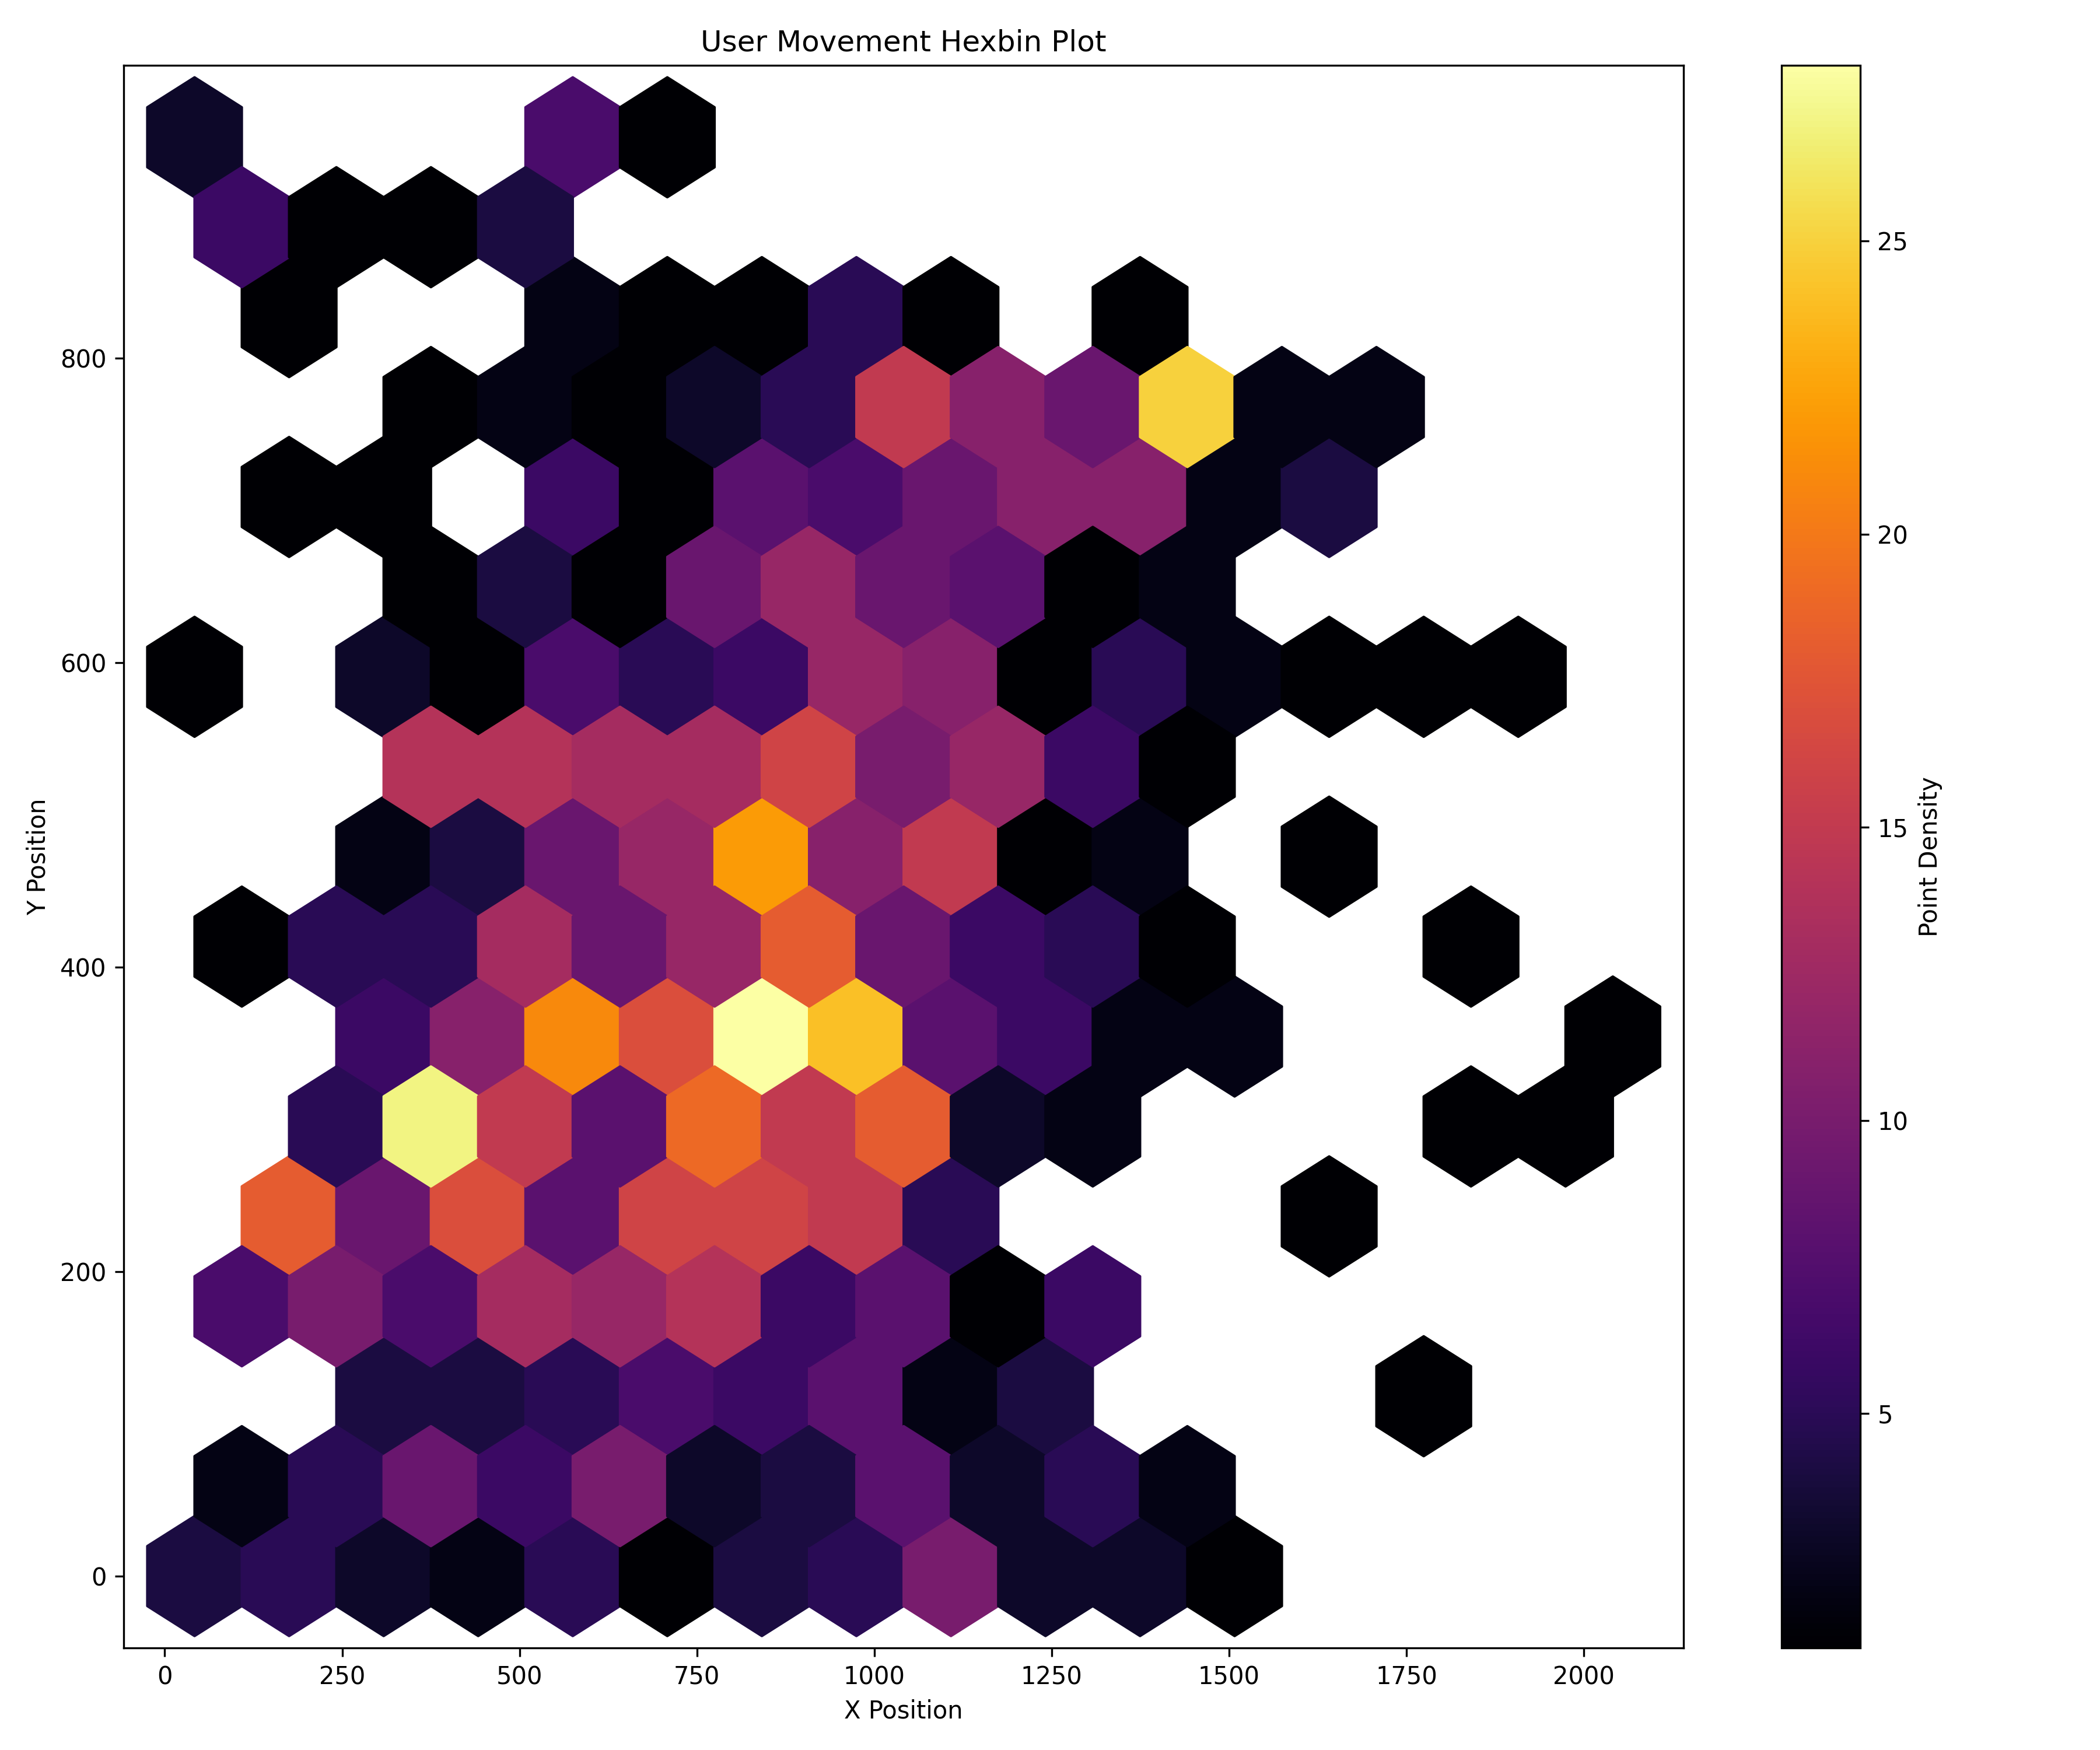 User Movement Hexbin Plot
Y Position
800
600
400
200
0
0 250 500 750 1000 1250 1500 1750 2000
X Position
25
20
15
10
5
Point Density